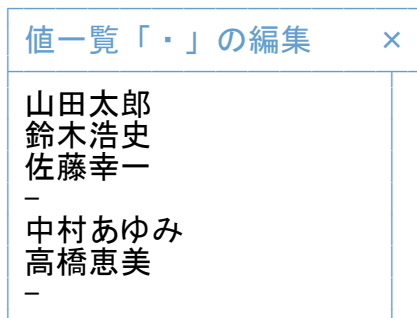 値一覧「・」の編集 ×
山田太郎
鈴木浩史
佐藤幸一
–
中村あゆみ
高橋恵美
–